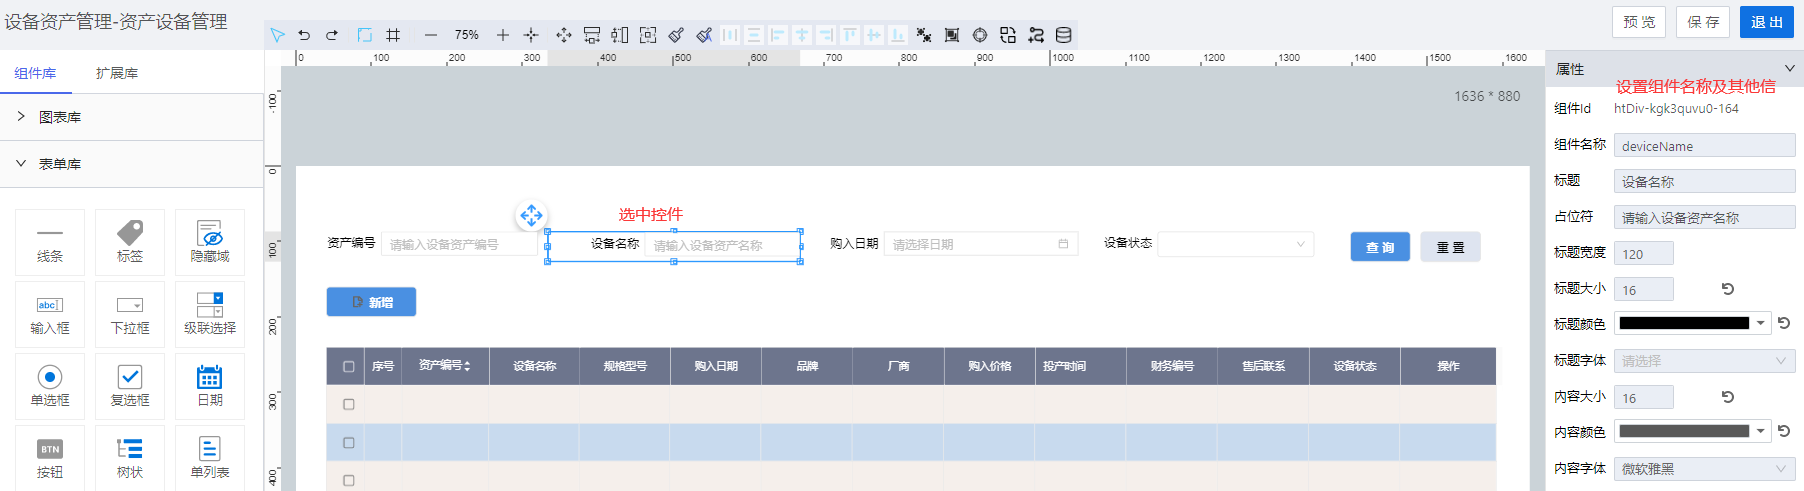 设备资产管理-资产设备管理
75%
预 览
保 存
退 出
组件库
扩展库
图表库
表单库
线条
标签
隐藏域
输入框
下拉框
级联选择
单选框
复选框
日期
BTN
按钮
树状
单列表
0 100 200 300 400 500 600 700 800 900 1000 1100 1200 1300 1400 1500 1600
-100
0
100
200
300
400
1636 * 880
选中控件
资产编号
请输入设备资产编号
设备名称
请输入设备资产名称
购入日期
请选择日期
设备状态
查 询
重 置
新增
序号 资产编号 设备名称 规格型号 购入日期 品牌 厂商 购入价格 投产时间 财务编号 售后联系 设备状态 操作
属性
设置组件名称及其他信
组件Id htDiv-kgk3quvu0-164
组件名称 deviceName
标题 设备名称
占位符 请输入设备资产名称
标题宽度 120
标题大小 16
标题颜色
标题字体 请选择
内容大小 16
内容颜色
内容字体 微软雅黑